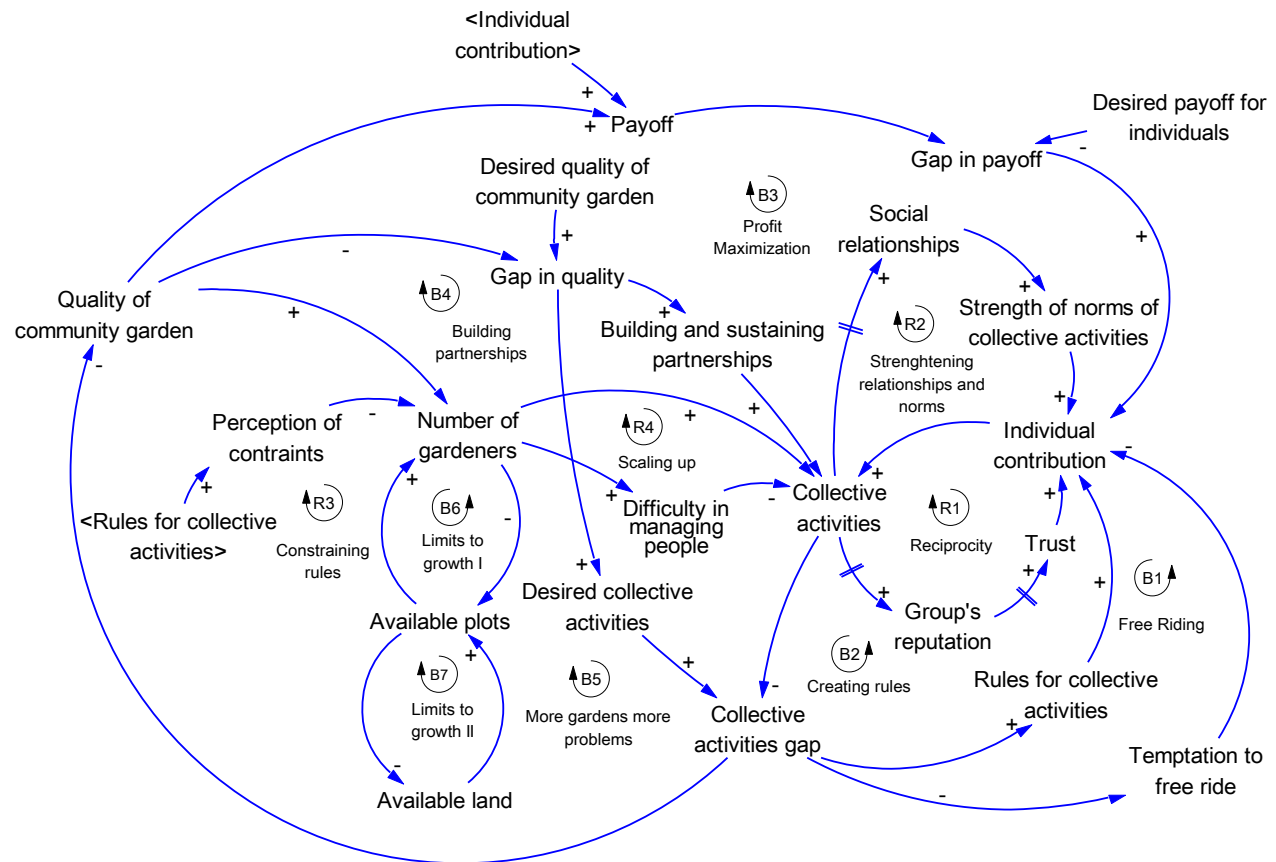 <Individual
contribution>
+
+
Payoff
Desired payoff for
individuals
-
-
Gap in payoff
Desired quality of
community garden
B3
Profit
Maximization
Social
relationships
+
+
-
Gap in quality
+
+
+
Quality of
community garden
-
+
B4
Building
partnerships
Building and sustaining
partnerships
R2
Strenghtening
relationships and
norms
Strength of norms of
collective activities
+
-
Perception of
contraints
-
Number of
gardeners
+
+
R4
Scaling up
Individual
contribution
+
+
<Rules for collective
activities>
R3
Constraining
rules
+
B6
Limits to
growth I
-
+
Difficulty in
managing
people
-
Collective
activities
+
R1
Reciprocity
+
Trust
+
+
B1
Free Riding
Available plots
+
+
Desired collective
activities
+
Group's
reputation
B7
Limits to
growth II
B5
More gardens more
problems
+
B2
Creating rules
Rules for collective
activities
-
Collective
activities gap
+
-
Available land
-
Temptation to
free ride